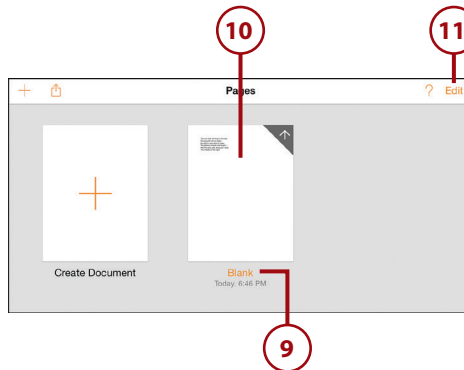 10
11
Pages
? Edit
Create Document
Blank
Today, 6:46 PM
9